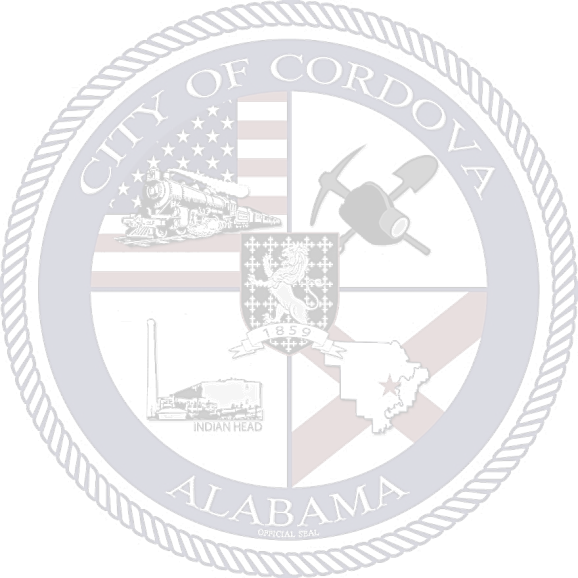 CITY OF CORDOVA
1859
INDIAN HEAD
ALABAMA
OFFICIAL SEAL